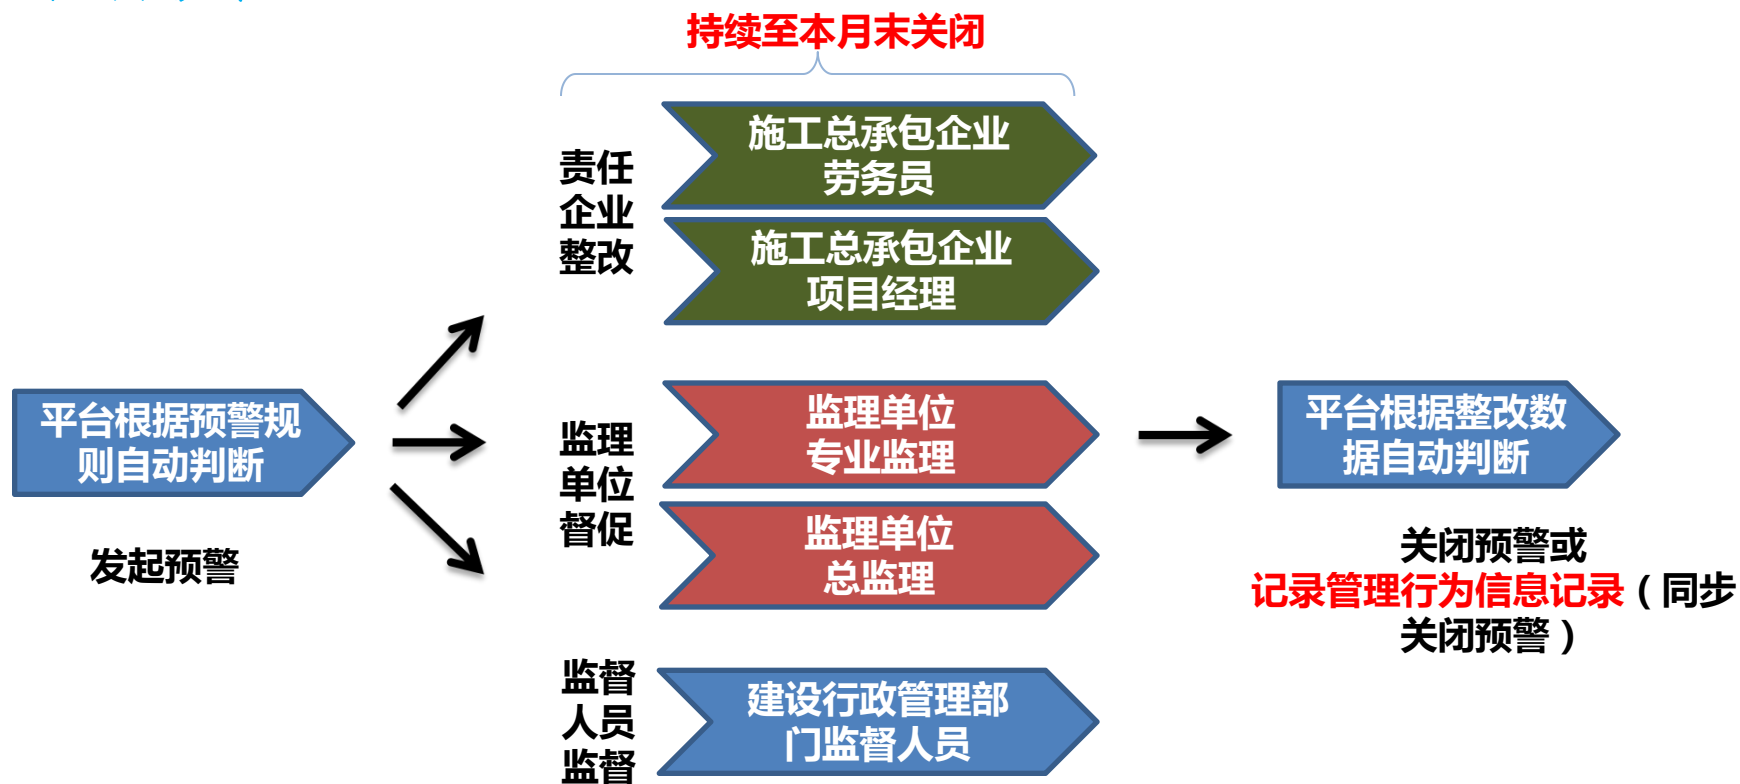 持续至本月末关闭
责任
企业
整改
施工总承包企业
劳务员
施工总承包企业
项目经理
平台根据预警规
则自动判断
发起预警
监理
单位
督促
监理单位
专业监理
监理单位
总监理
监督
人员
监督
建设行政管理部
门监督人员
平台根据整改数
据自动判断
关闭预警或
记录管理行为信息记录（同步
关闭预警）